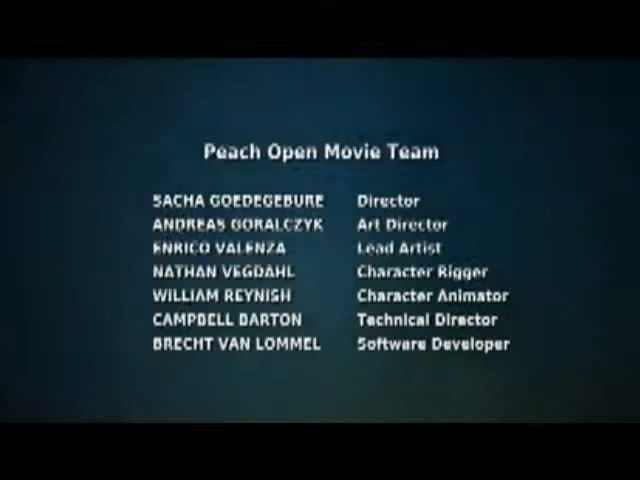 Peach Open Movie Team
SACHA GOEDEGEBURE Director
ANDREAS GORALCZYK Art Director
ENRICO VALENZA Lead Artist
NATHAN VEGDAHL Character Rigger
WILLIAM REYNISH Character Animator
CAMPBELL BARTON Technical Director
BRECHT VAN LOMMEL Software Developer